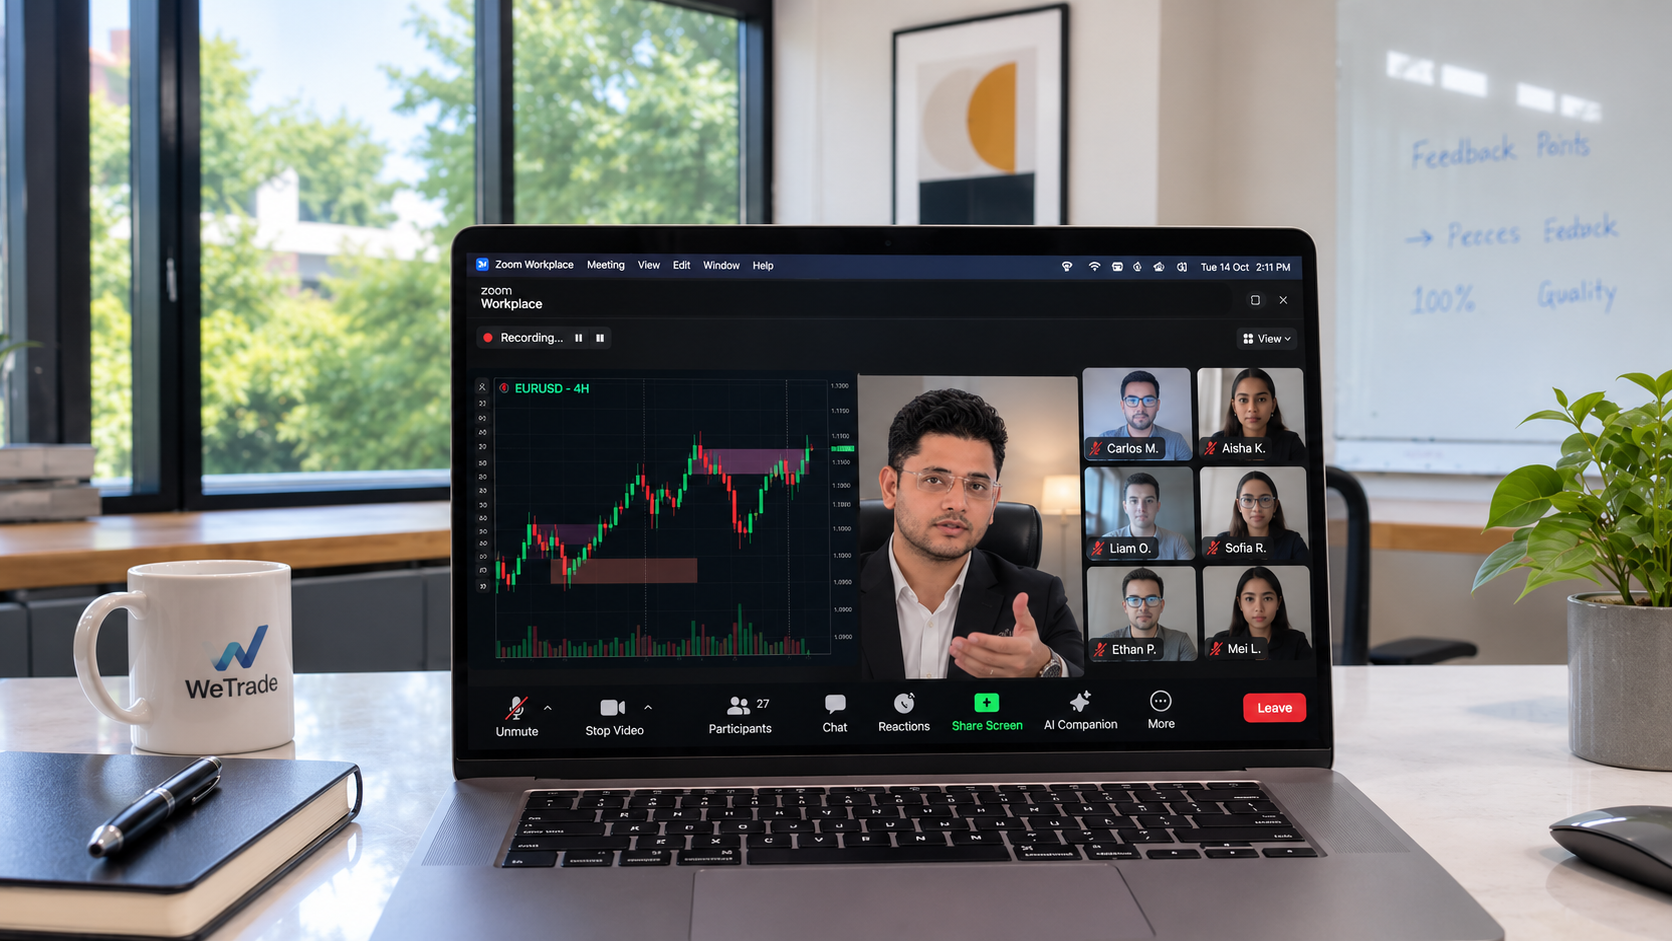 Feedback Points
→ Peeces Eedback
100% Quality
Zoom Workplace Meeting View Edit Window Help Tue 14 Oct 2:11 PM
zoom
Workplace
Recording...
View
EURUSD - 4H
Carlos M.
Aisha K.
Liam O.
Sofia R.
Ethan P.
Mei L.
Unmute
Stop Video
Participants 27
Chat
Reactions
Share Screen
AI Companion
More
Leave
WeTrade